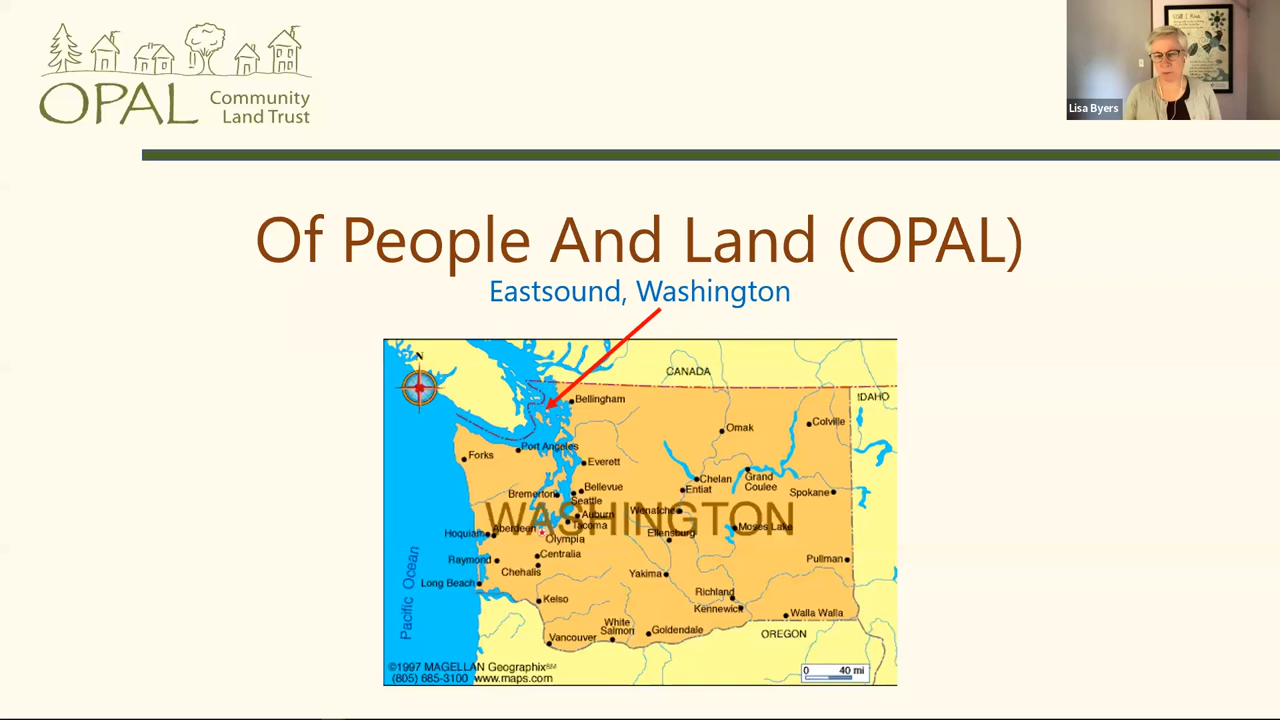 OPAL Community
Land Trust
Lisa Byers
Of People And Land (OPAL)
Eastsound, Washington
N
CANADA
IDAHO
Bellingham
Colville
Omak
Port Angeles
Forks
Everett
Chelan
Grand
Coulee
Entiat
Spokane
Bellevue
Bremerton
Seattle
WASHINGTON
Wenatchee
Auburn
Tacoma
Moses Lake
Aberdeen
Hoquiam
Ellensburg
Olympia
Centralia
Raymond
Pullman
Chehalis
Yakima
Long Beach
Richland
Kelso
Kennewick
Walla Walla
White
Salmon
Goldendale
Vancouver
OREGON
Pacific Ocean
©1997 MAGELLAN Geographix℠
(805) 685-3100 www.maps.com
0 40 mi